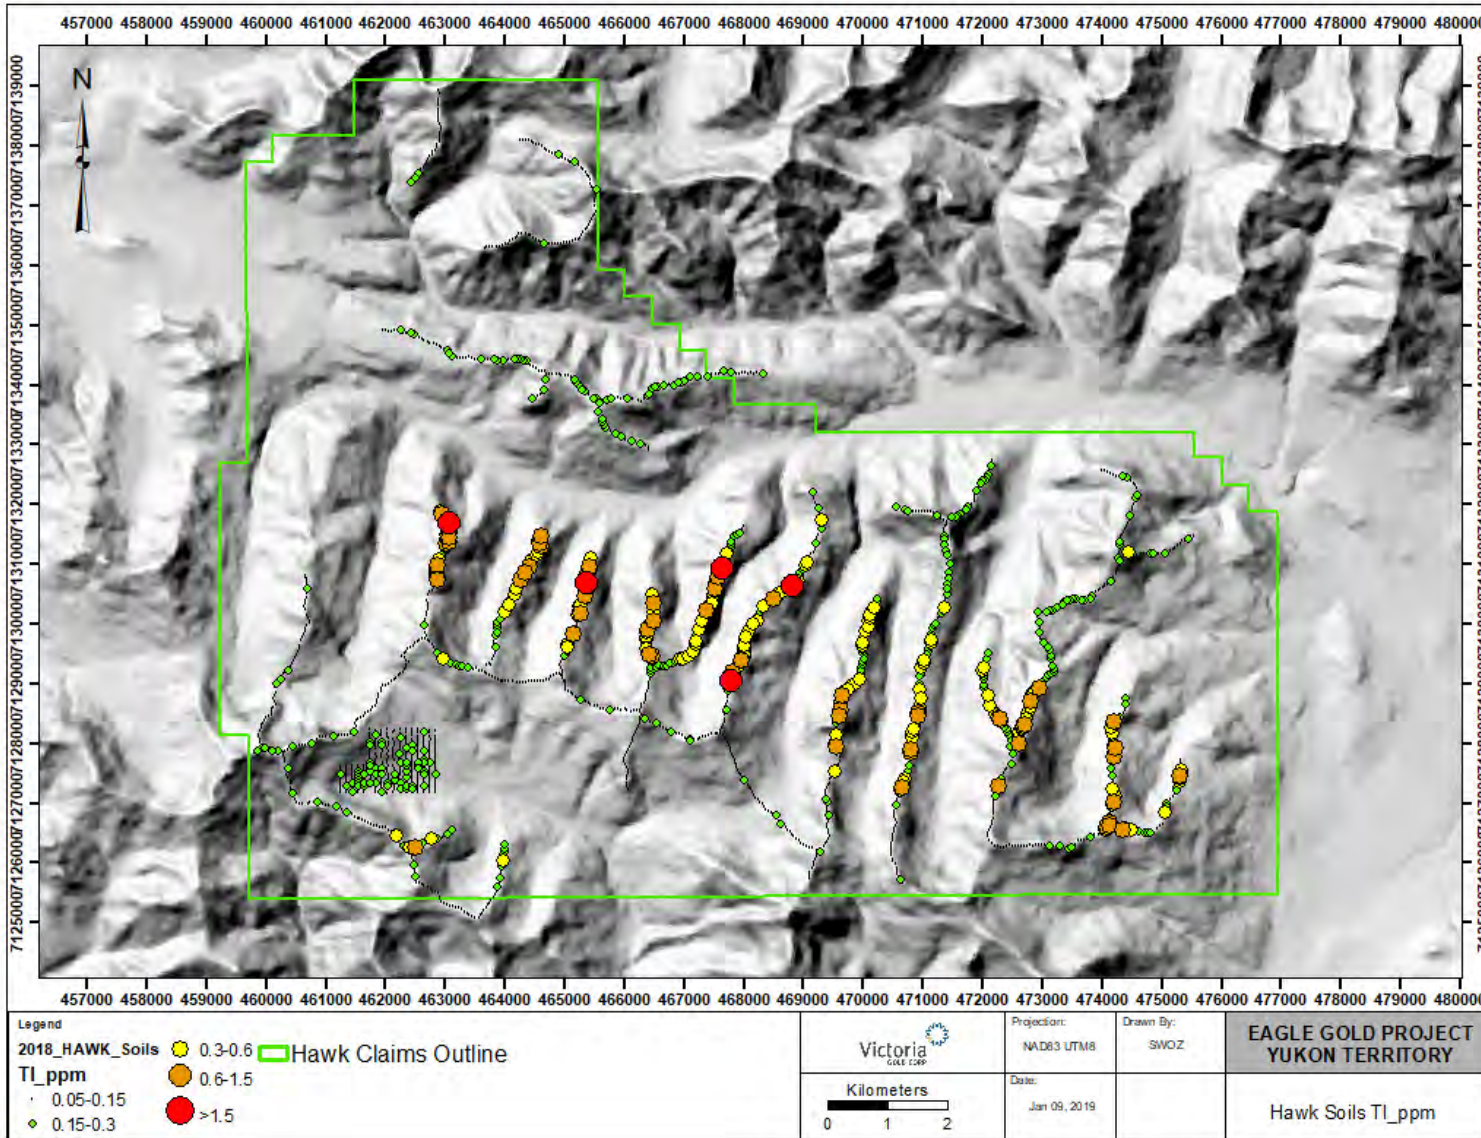 457000 458000 459000 460000 461000 462000 463000 464000 465000 466000 467000 468000 469000 470000 471000 472000 473000 474000 475000 476000 477000 478000 479000 48000
7139000
7138000
7137000
7136000
7135000
7134000
7133000
7132000
7131000
7130000
7129000
7128000
7127000
7126000
7125000
N
457000 458000 459000 460000 461000 462000 463000 464000 465000 466000 467000 468000 469000 470000 471000 472000 473000 474000 475000 476000 477000 478000 479000 48000
Legend
2018_HAWK_Soils
Tl_ppm
0.05-0.15
0.15-0.3
0.3-0.6
0.6-1.5
>1.5
Hawk Claims Outline
Victoria
GOLD CORP
Kilometers
0 1 2
Projection:
NAD83 UTM8
Drawn By:
SWOZ
Date:
Jan 09, 2019
EAGLE GOLD PROJECT
YUKON TERRITORY
Hawk Soils Tl_ppm